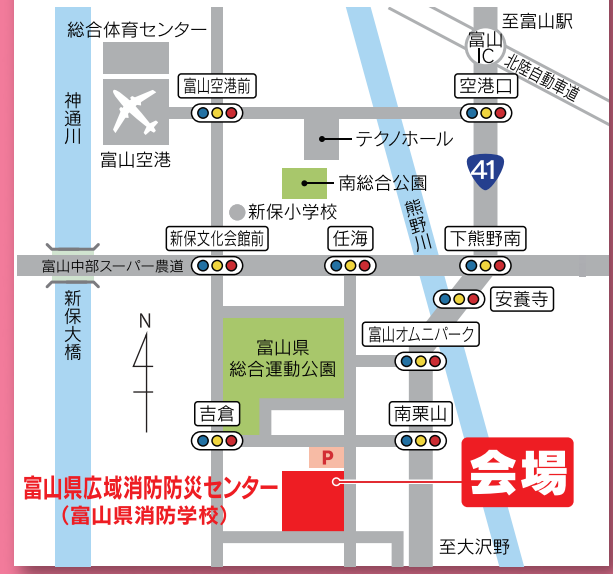 至富山駅
富山
IC
北陸自動車道
総合体育センター
神通川
富山空港前
空港口
テクノホール
富山空港
41
南総合公園
新保小学校
熊野川
新保文化会館前
任海
下熊野南
富山中部スーパー農道
新保大橋
安養寺
N
富山オムニパーク
富山県
総合運動公園
吉倉
南栗山
P
会場
富山県広域消防防災センター
(富山県消防学校)
至大沢野